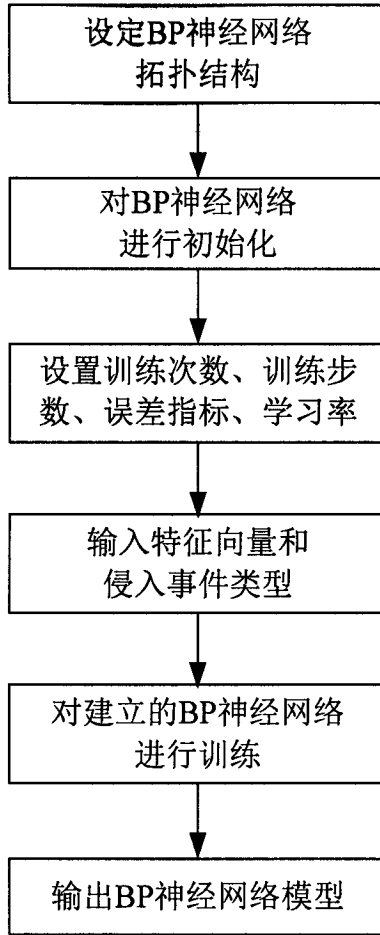 设定BP神经网络
拓扑结构
对BP神经网络
进行初始化
设置训练次数、训练步
数、误差指标、学习率
输入特征向量和
侵入事件类型
对建立的BP神经网络
进行训练
输出BP神经网络模型